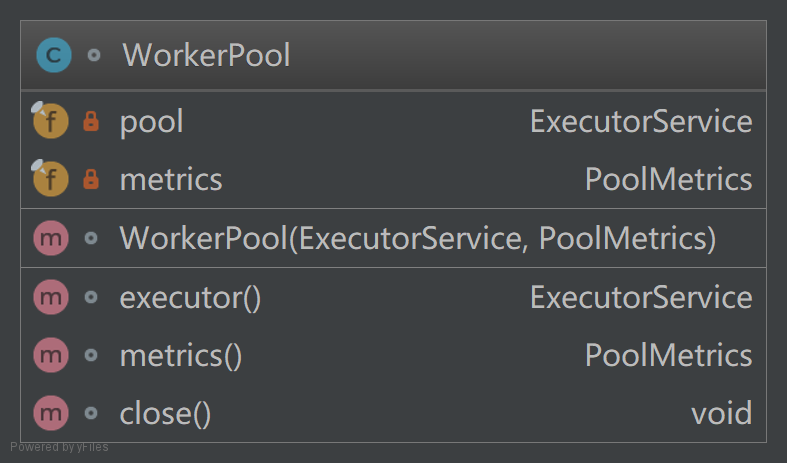 WorkerPool
pool ExecutorService
metrics PoolMetrics
WorkerPool(ExecutorService, PoolMetrics)
executor() ExecutorService
metrics() PoolMetrics
close() void
Powered by yFiles